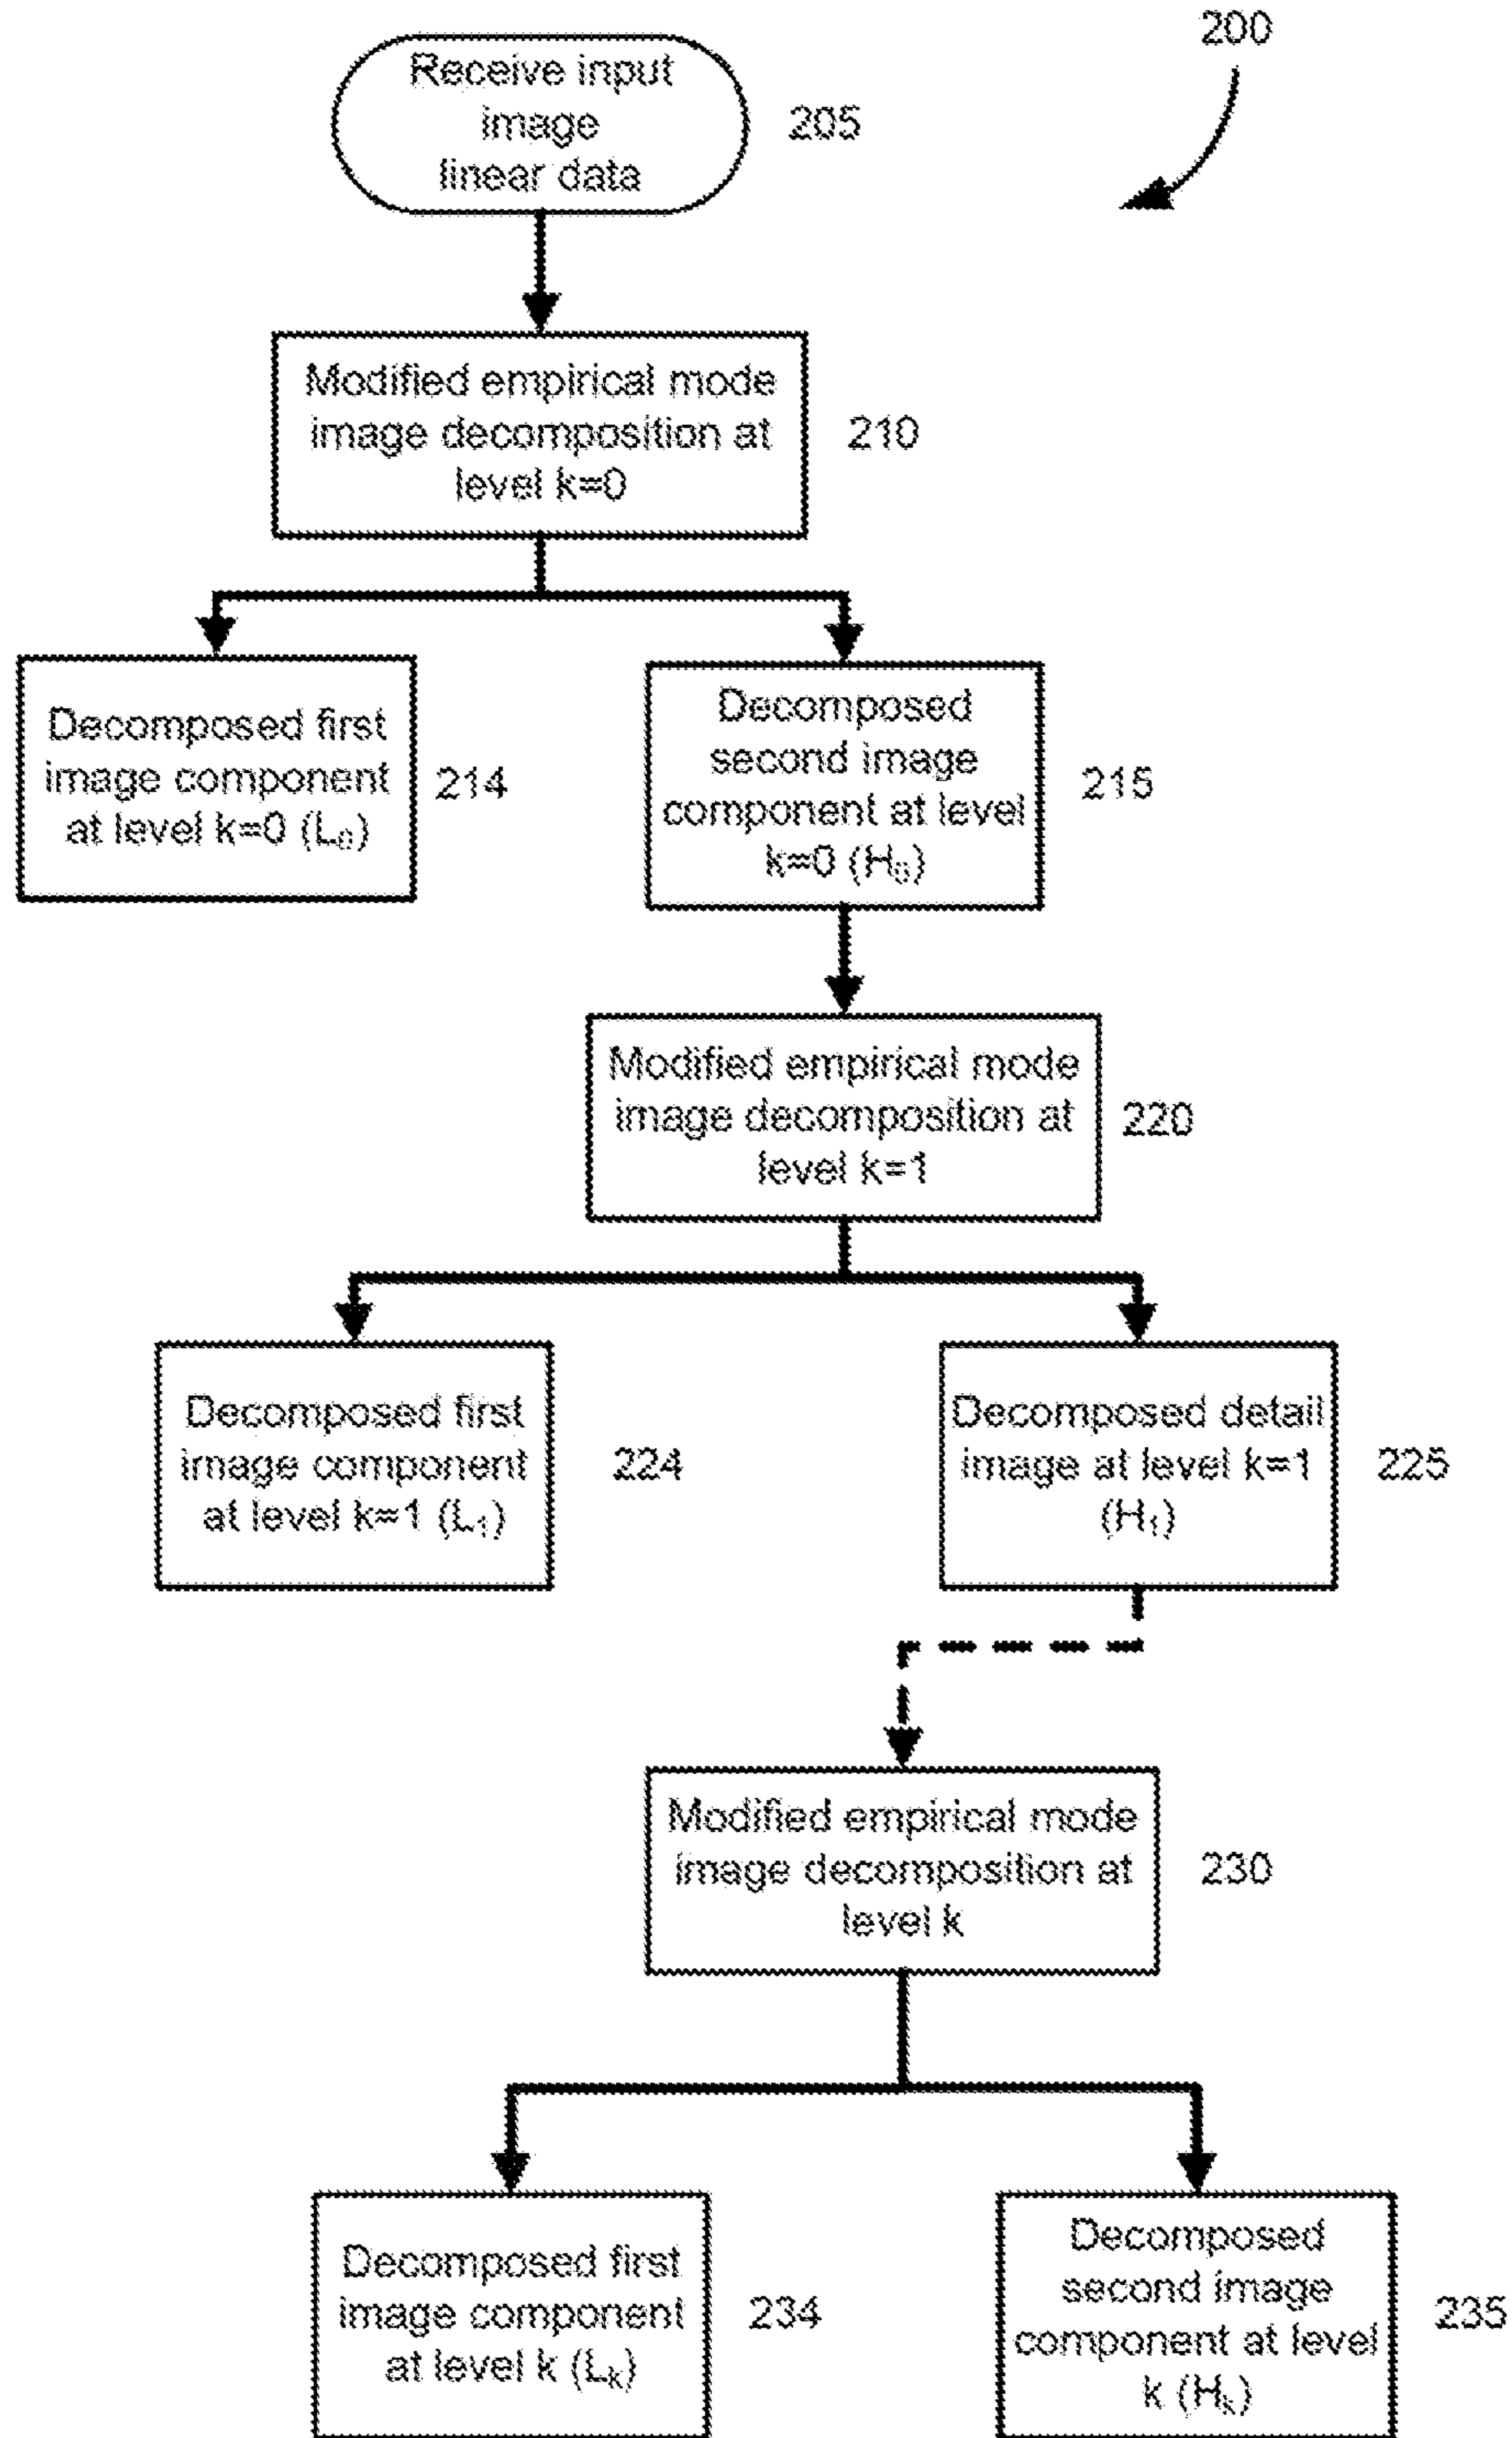 200
Receive input
image
linear data
205
Modified empirical mode
image decomposition at
level k=0
210
Decomposed first
image component
at level k=0 (L₀)
214
Decomposed
second image
component at level
k=0 (H₀)
215
Modified empirical mode
image decomposition at
level k=1
220
Decomposed first
image component
at level k=1 (L₁)
224
Decomposed detail
image at level k=1
(H₁)
225
Modified empirical mode
image decomposition at
level k
230
Decomposed first
image component
at level k (Lₖ)
234
Decomposed
second image
component at level
k (Hₖ)
235